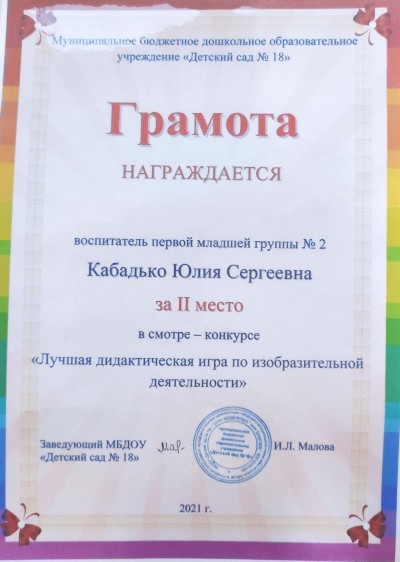 Муниципальное бюджетное дошкольное образовательное
учреждение «Детский сад № 18»
Грамота
НАГРАЖДАЕТСЯ
воспитатель первой младшей группы № 2
Кабадько Юлия Сергеевна
за II место
в смотре – конкурсе
«Лучшая дидактическая игра по изобразительной
деятельности»
Заведующий МБДОУ
«Детский сад № 18»
И.Л. Малова
2021 г.